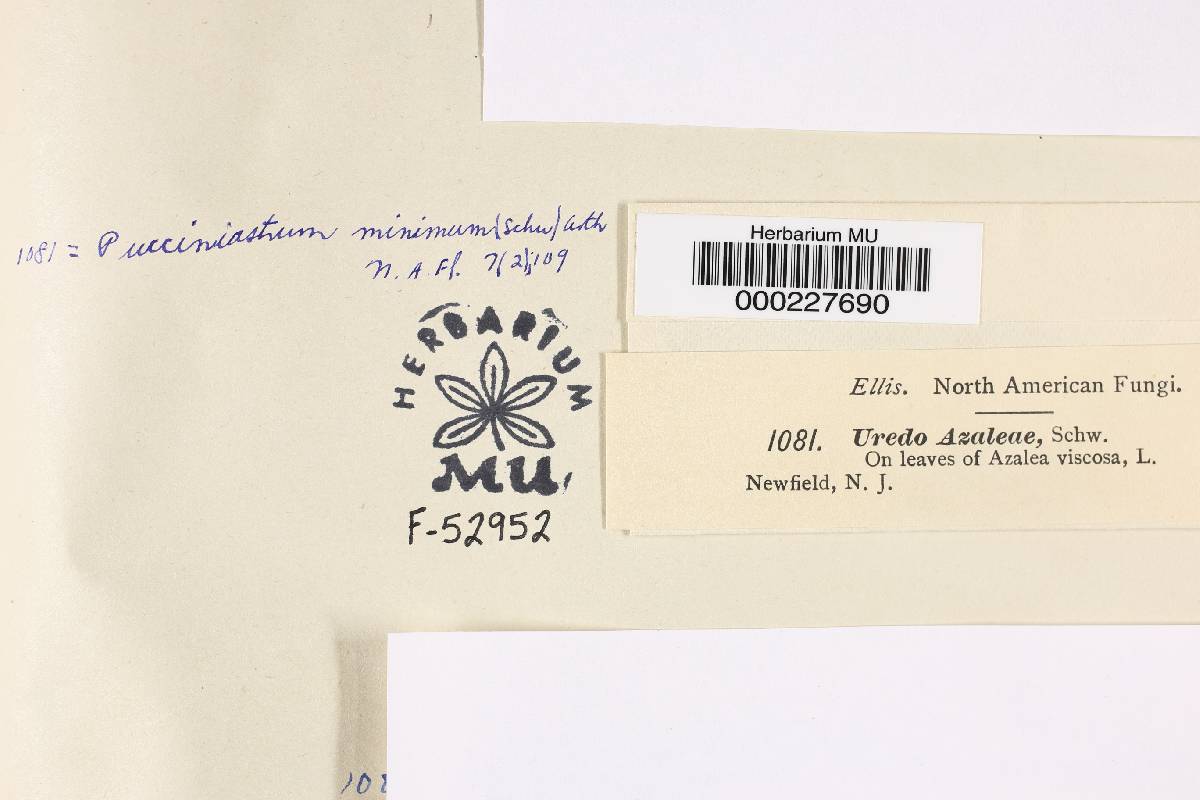 1081 = Pucciniastrum minimum (Schw) Arth
N. A. Fl. 7(2):109
Herbarium MU
000227690
HERBARIUM
MU
F-52952
Ellis. North American Fungi.
1081. Uredo Azaleae, Schw.
On leaves of Azalea viscosa, L.
Newfield, N. J.